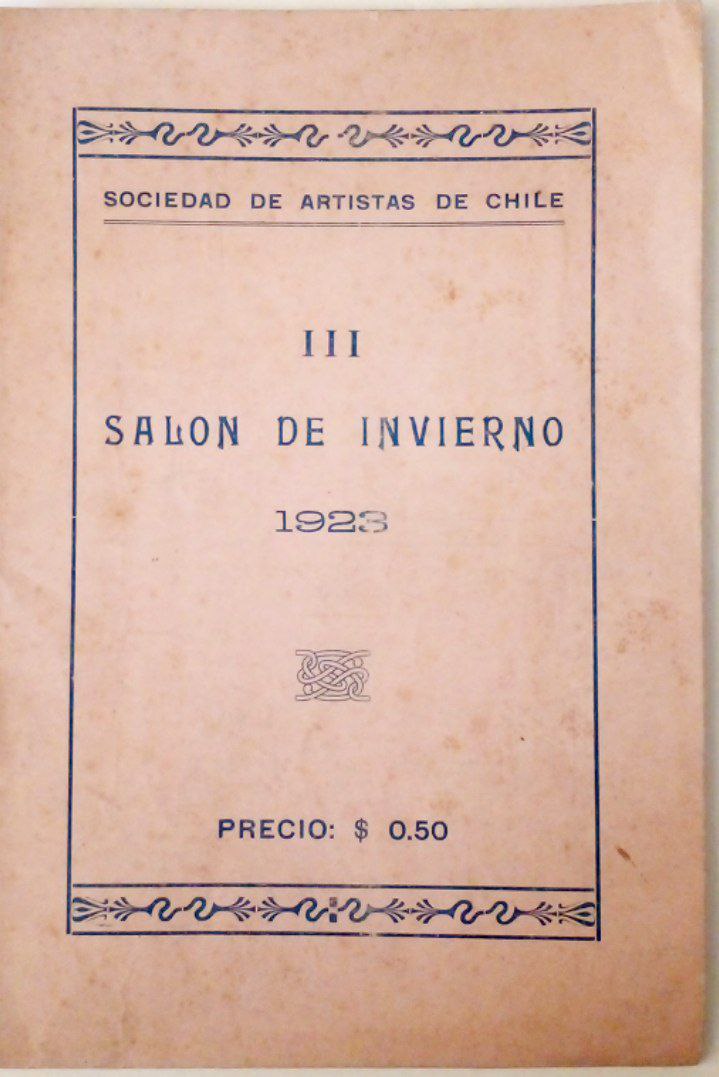 SOCIEDAD DE ARTISTAS DE CHILE
III
SALON DE INVIERNO
1923
PRECIO: $ 0.50